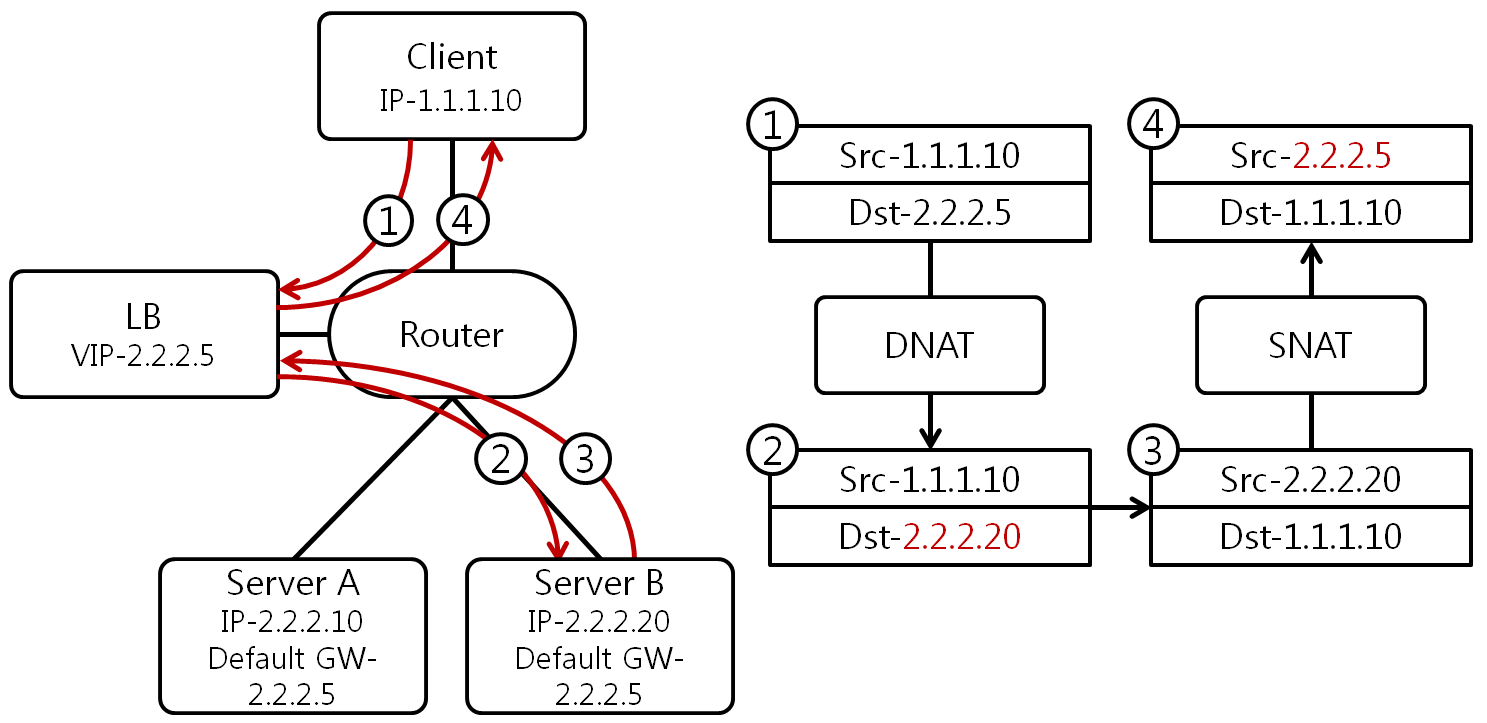 Client
IP-1.1.1.10
1
4
LB
VIP-2.2.2.5
Router
2
3
Server A
IP-2.2.2.10
Default GW-
2.2.2.5
Server B
IP-2.2.2.20
Default GW-
2.2.2.5
1
Src-1.1.1.10
Dst-2.2.2.5
DNAT
2
Src-1.1.1.10
Dst-2.2.2.20
4
Src-2.2.2.5
Dst-1.1.1.10
SNAT
3
Src-2.2.2.20
Dst-1.1.1.10